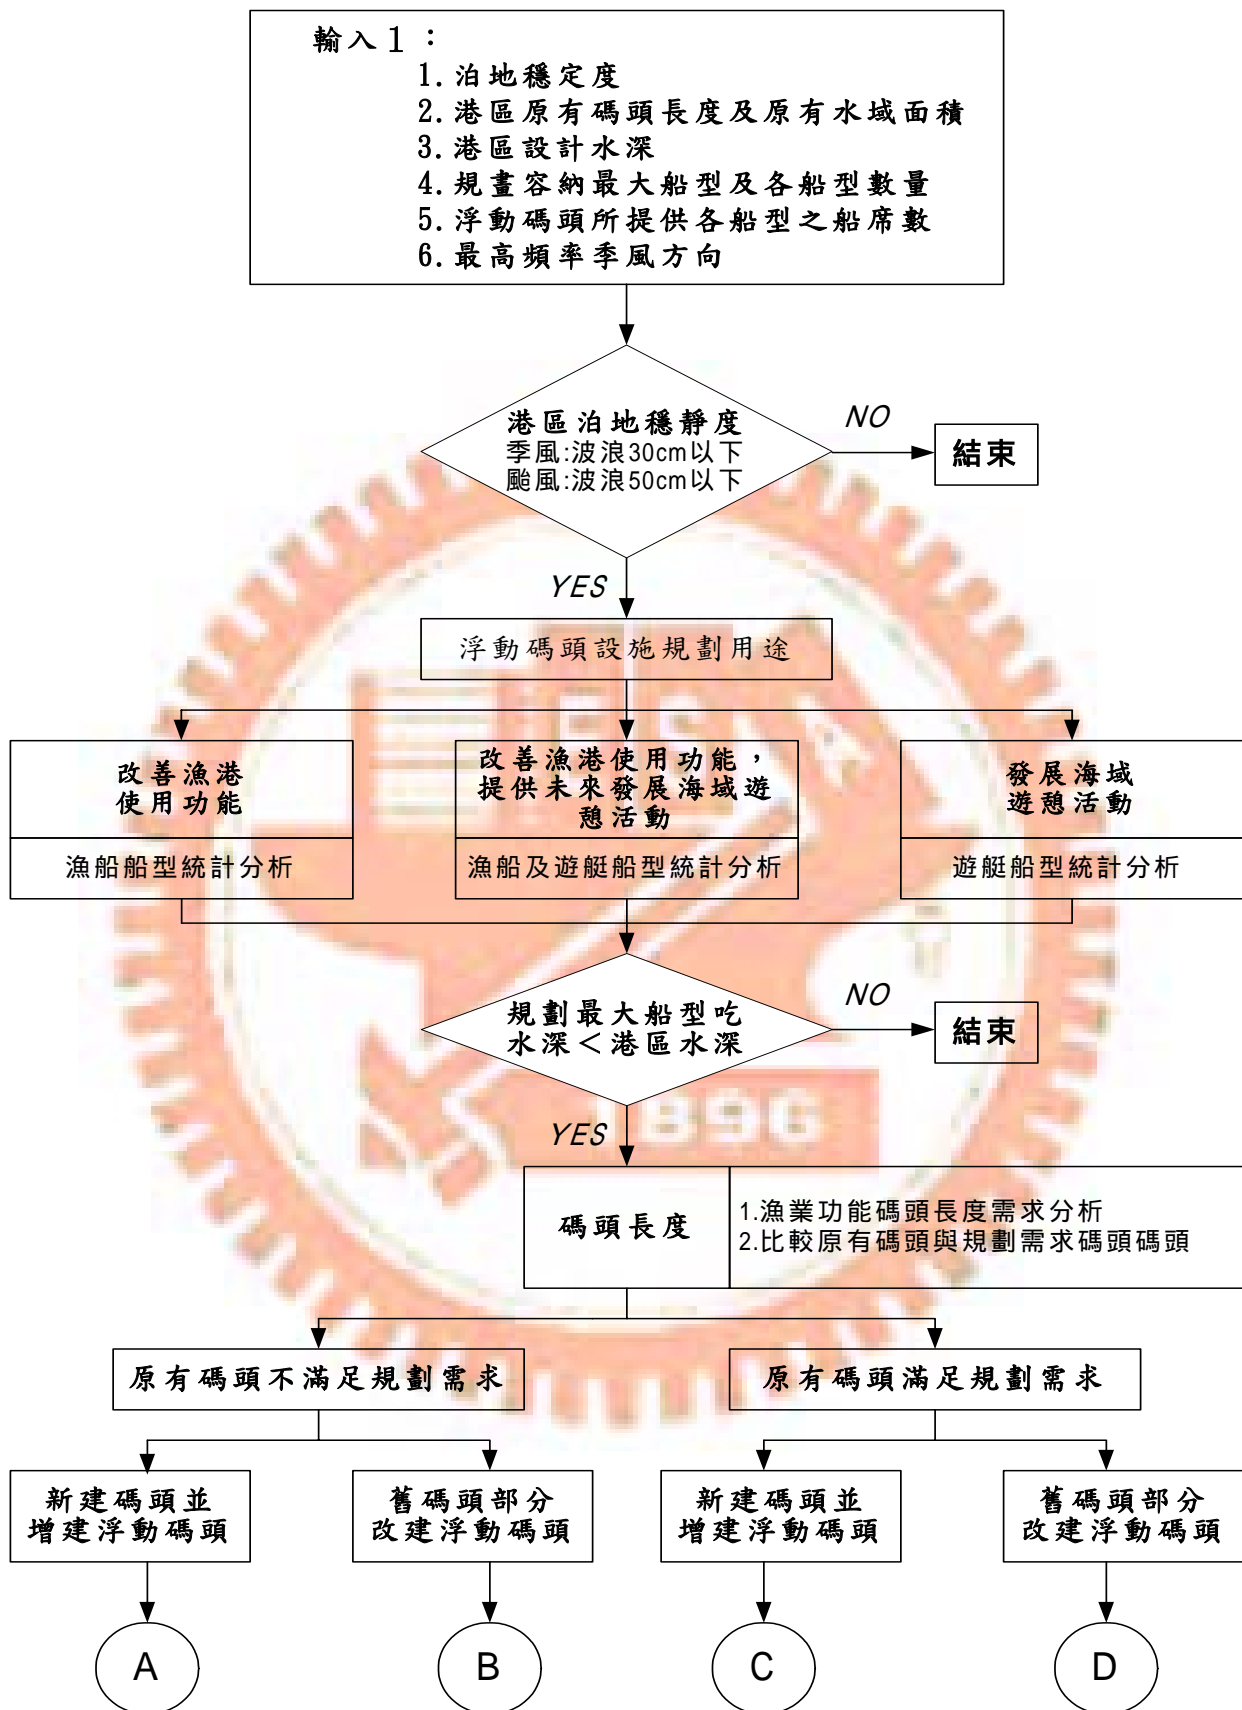 輸入1：
1.泊地穩定度
2.港區原有碼頭長度及原有水域面積
3.港區設計水深
4.規畫容納最大船型及各船型數量
5.浮動碼頭所提供各船型之船席數
6.最高頻率季風方向
港區泊地穩靜度
季風:波浪30cm以下
颱風:波浪50cm以下
NO
結束
YES
浮動碼頭設施規劃用途
改善漁港
使用功能
漁船船型統計分析
改善漁港使用功能，
提供未來發展海域遊
憩活動
漁船及遊艇船型統計分析
發展海域
遊憩活動
遊艇船型統計分析
規劃最大船型吃
水深＜港區水深
NO
結束
YES
碼頭長度
1.漁業功能碼頭長度需求分析
2.比較原有碼頭與規劃需求碼頭碼頭
原有碼頭不滿足規劃需求
原有碼頭滿足規劃需求
新建碼頭並
增建浮動碼頭
舊碼頭部分
改建浮動碼頭
新建碼頭並
增建浮動碼頭
舊碼頭部分
改建浮動碼頭
A
B
C
D
E S A
1896